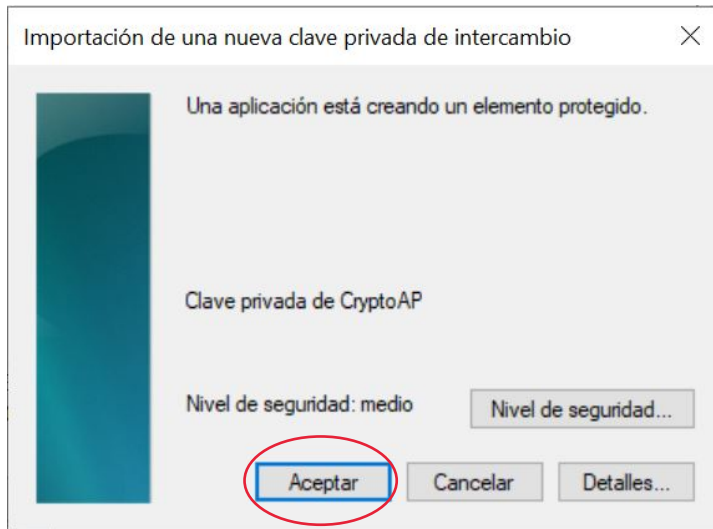 Importación de una nueva clave privada de intercambio
Una aplicación está creando un elemento protegido.
Clave privada de CryptoAP
Nivel de seguridad: medio
Nivel de seguridad...
Aceptar
Cancelar
Detalles...